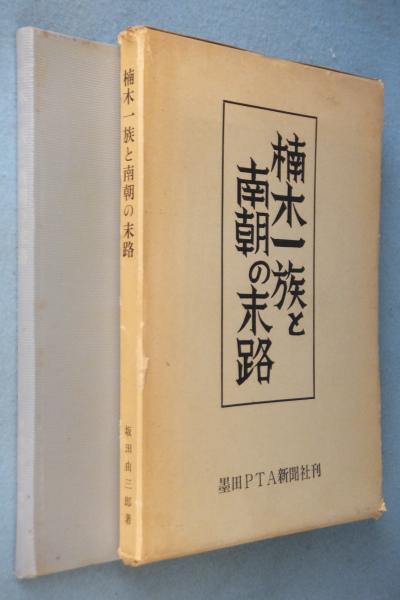 楠木一族と
南朝の末路
墨田PTA新聞社刊
楠木一族と南朝の末路
坂田由三郎著